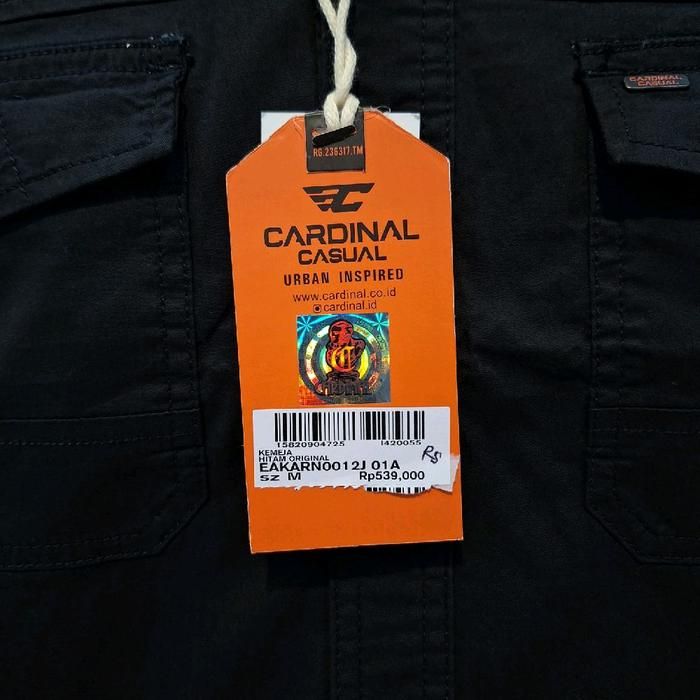 CARDINAL
CASUAL
RG.236317.TM
CARDINAL
CASUAL
URBAN INSPIRED
www.cardinal.co.id
cardinal.id
CARDINAL
15820904725 I420055
KEMEJA
HITAM ORIGINAL
EAKARN0012J 01A
SZ M Rp539,000